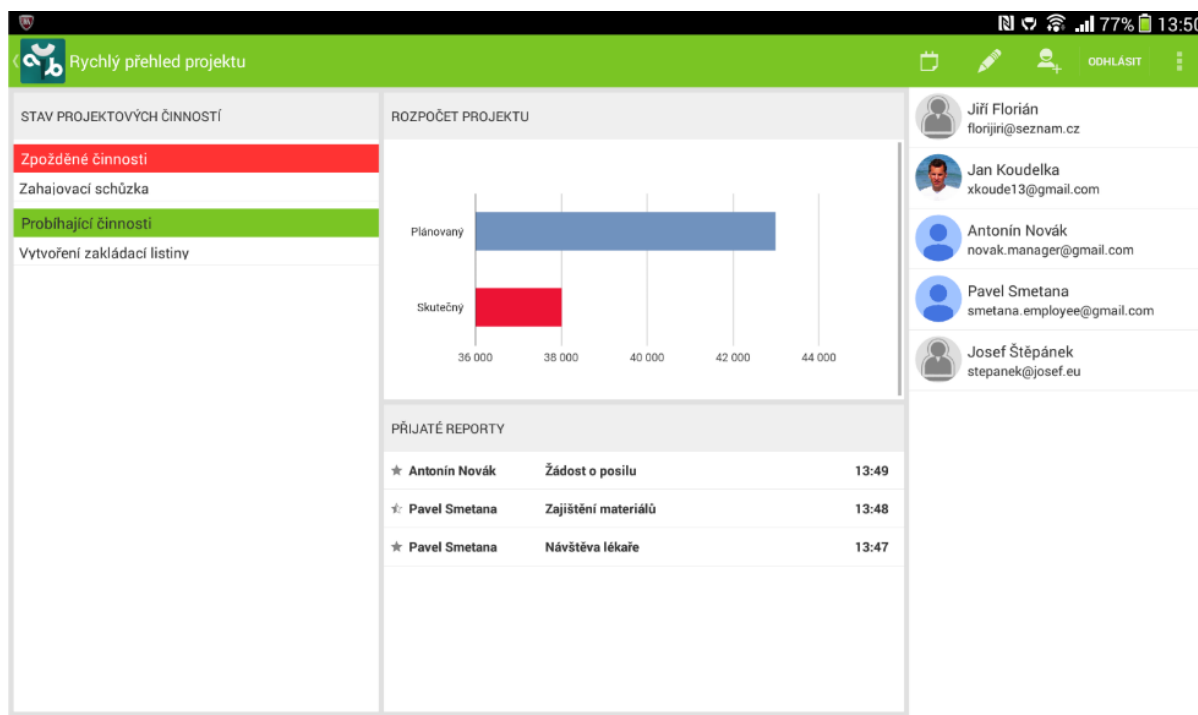 77% 13:50
Rychlý přehled projektu
ODHLÁSIT
STAV PROJEKTOVÝCH ČINNOSTÍ
Zpožděné činnosti
Zahajovací schůzka
Probíhající činnosti
Vytvoření zakládací listiny
ROZPOČET PROJEKTU
Plánovaný
Skutečný
36 000 38 000 40 000 42 000 44 000
PŘIJATÉ REPORTY
Antonín Novák Žádost o posilu 13:49
Pavel Smetana Zajištění materiálů 13:48
Pavel Smetana Návštěva lékaře 13:47
Jiří Florián
florijiri@seznam.cz
Jan Koudelka
xkoude13@gmail.com
Antonín Novák
novak.manager@gmail.com
Pavel Smetana
smetana.employee@gmail.com
Josef Štěpánek
stepanek@josef.eu